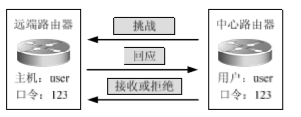 远端路由器
主机：user
口令：123
挑战
回应
接收或拒绝
中心路由器
用户：user
口令：123